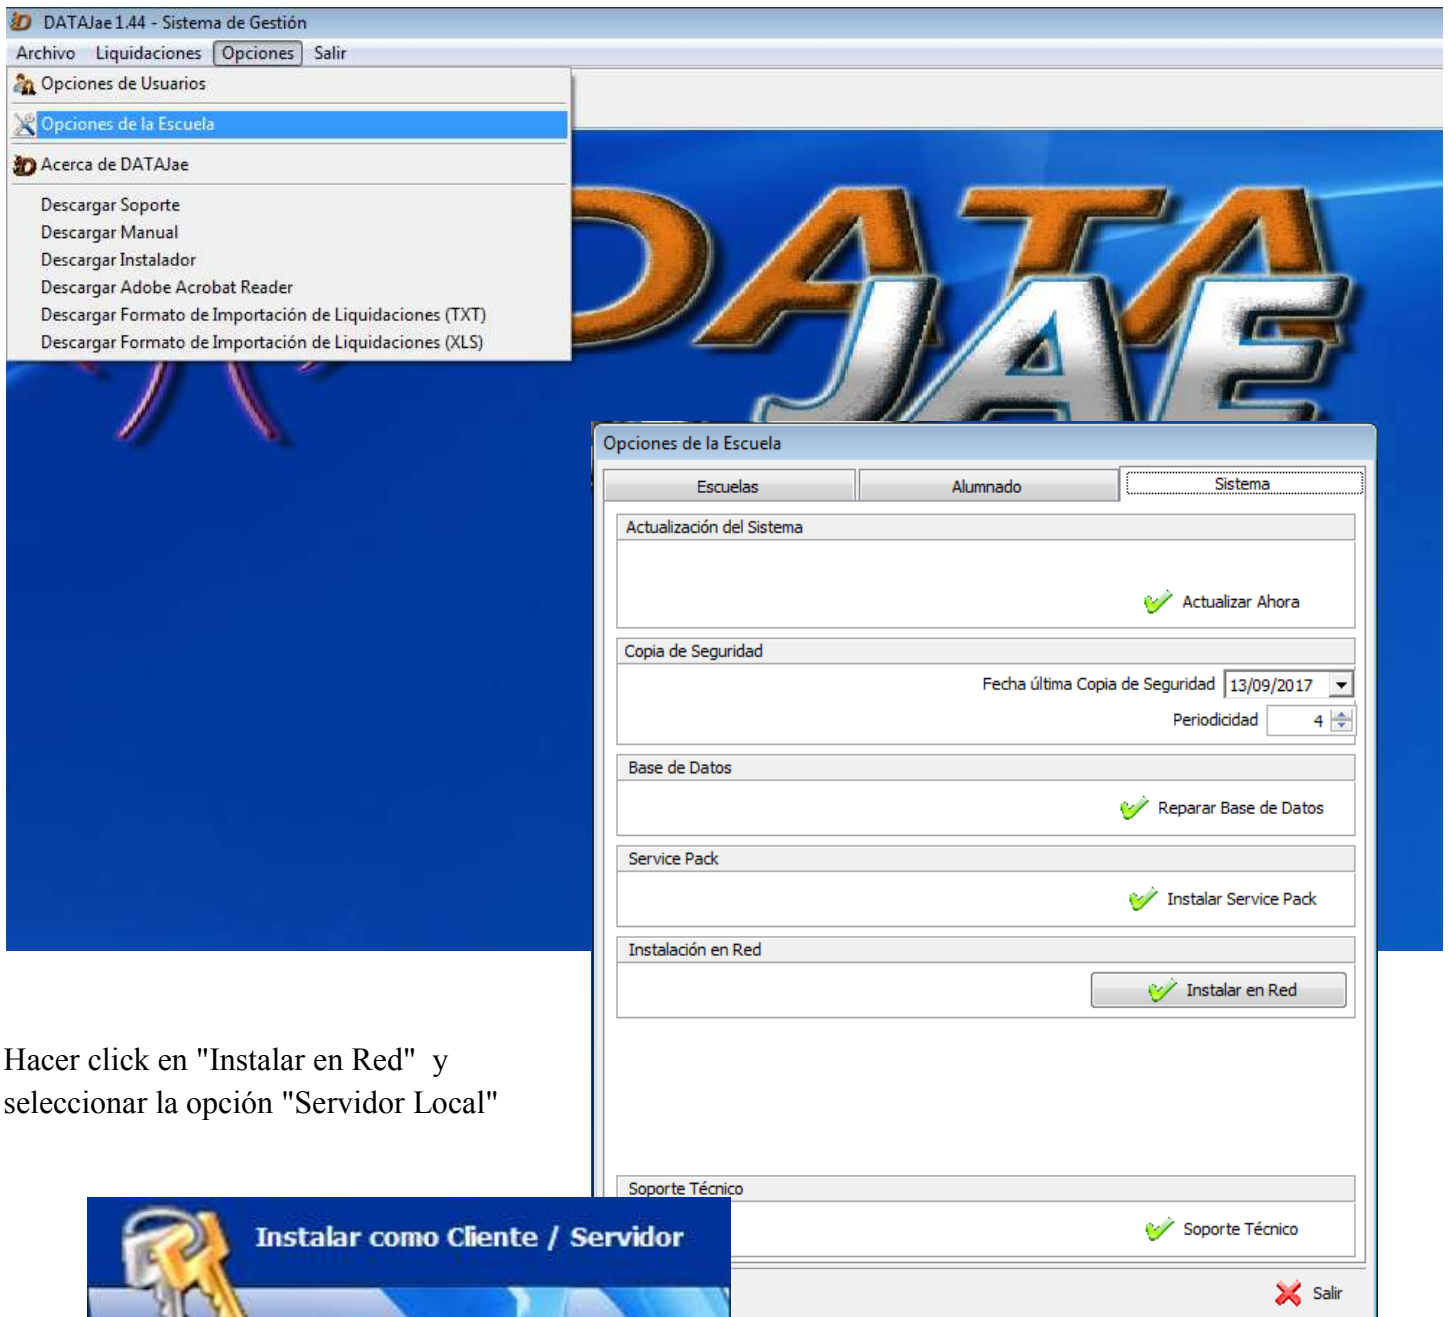 DATAJae 1.44 - Sistema de Gestión
Archivo Liquidaciones Opciones Salir
Opciones de Usuarios
Opciones de la Escuela
Acerca de DATAJae
Descargar Soporte
Descargar Manual
Descargar Instalador
Descargar Adobe Acrobat Reader
Descargar Formato de Importación de Liquidaciones (TXT)
Descargar Formato de Importación de Liquidaciones (XLS)
DATA
JAE
Opciones de la Escuela
Escuelas Alumnado Sistema
Actualización del Sistema
Actualizar Ahora
Copia de Seguridad
Fecha última Copia de Seguridad 13/09/2017
Periodicidad 4
Base de Datos
Reparar Base de Datos
Service Pack
Instalar Service Pack
Instalación en Red
Instalar en Red
Soporte Técnico
Soporte Técnico
Salir
Hacer click en "Instalar en Red" y
seleccionar la opción "Servidor Local"
Instalar como Cliente / Servidor